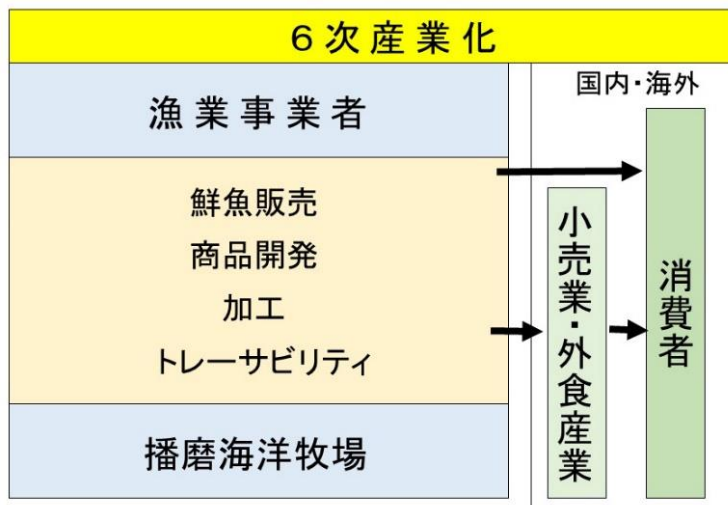 ６次産業化
漁業事業者
国内・海外
鮮魚販売
商品開発
加工
トレーサビリティ
播磨海洋牧場
小売業・外食産業
消費者